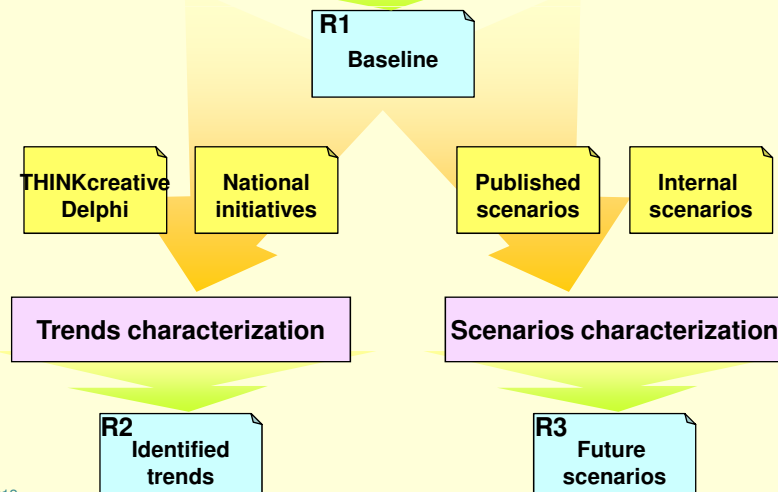 R1
Baseline
THINKcreative
Delphi
National
initiatives
Published
scenarios
Internal
scenarios
Trends characterization
Scenarios characterization
R2
Identified
trends
R3
Future
scenarios